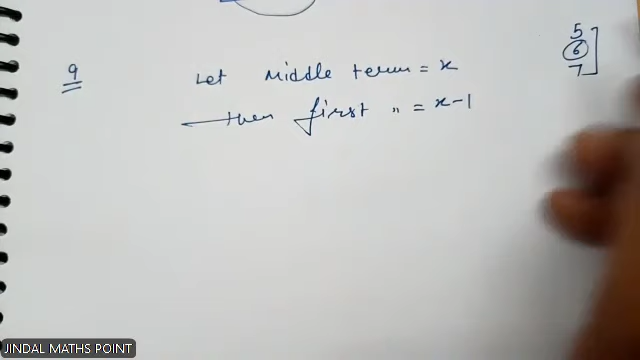 9
Let Middle term = x
then first " = x-1
5
6
7
JINDAL MATHS POINT